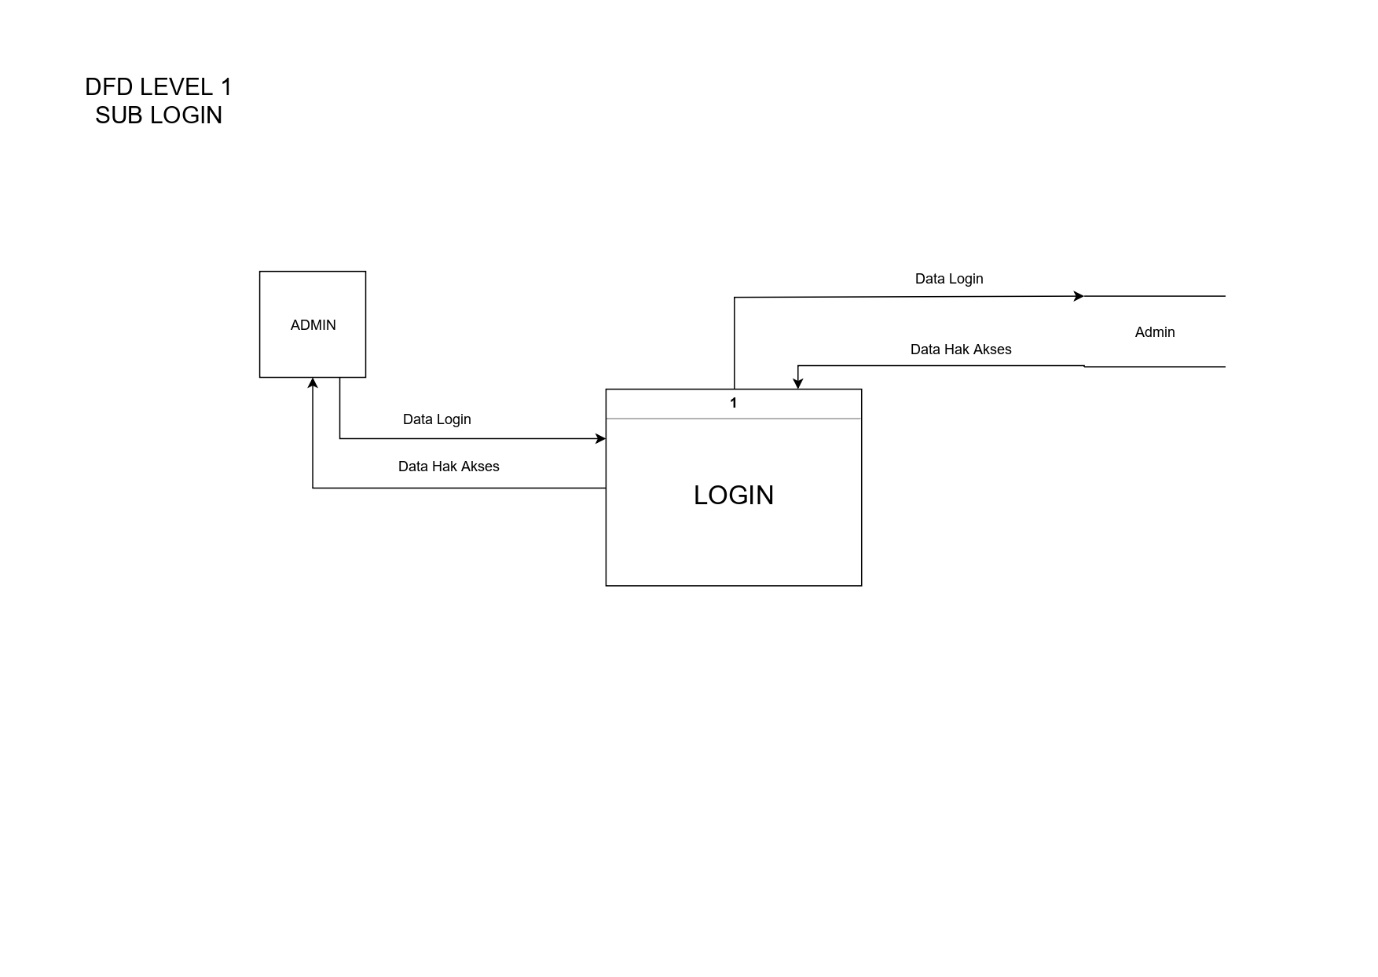 DFD LEVEL 1
SUB LOGIN
ADMIN
Data Login
Data Hak Akses
1
LOGIN
Data Login
Data Hak Akses
Admin